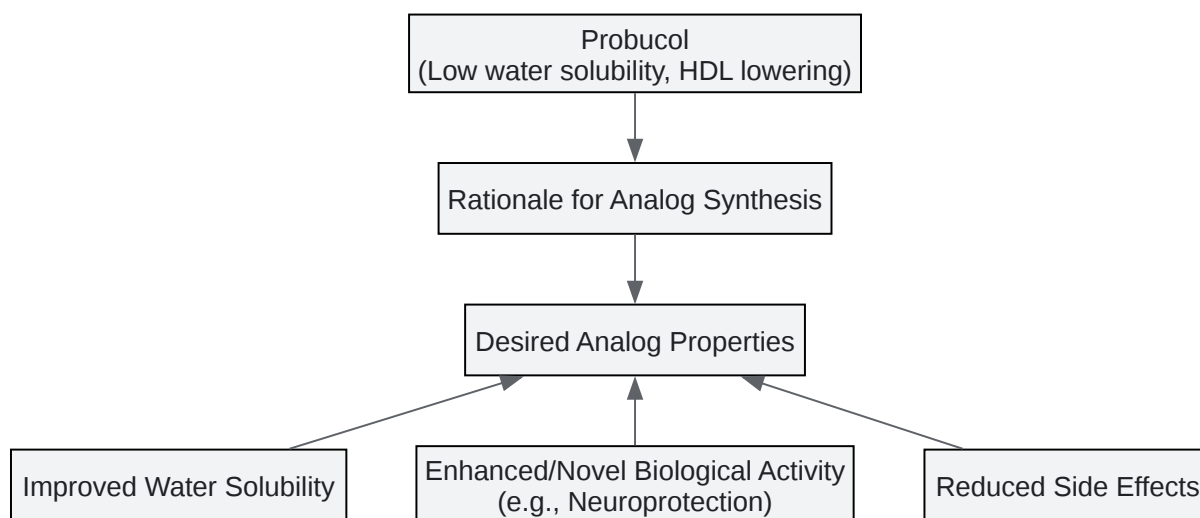 Probucol
(Low water solubility, HDL lowering)
Rationale for Analog Synthesis
Desired Analog Properties
Improved Water Solubility
Enhanced/Novel Biological Activity
(e.g., Neuroprotection)
Reduced Side Effects